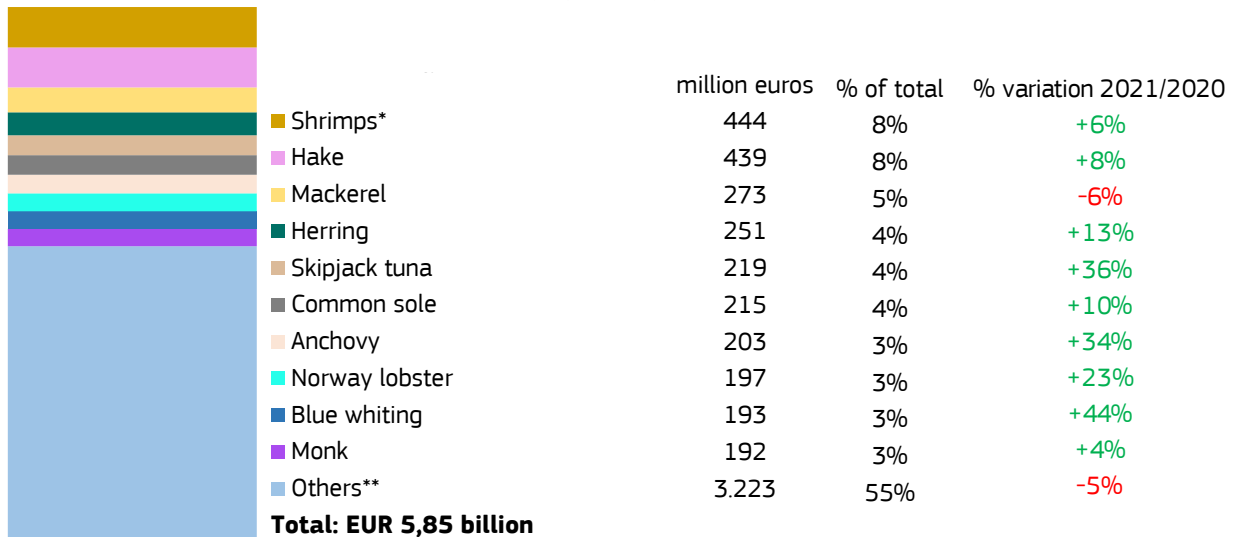 million euros % of total % variation 2021/2020
Shrimps* 444 8% +6%
Hake 439 8% +8%
Mackerel 273 5% -6%
Herring 251 4% +13%
Skipjack tuna 219 4% +36%
Common sole 215 4% +10%
Anchovy 203 3% +34%
Norway lobster 197 3% +23%
Blue whiting 193 3% +44%
Monk 192 3% +4%
Others** 3.223 55% -5%
Total: EUR 5,85 billion